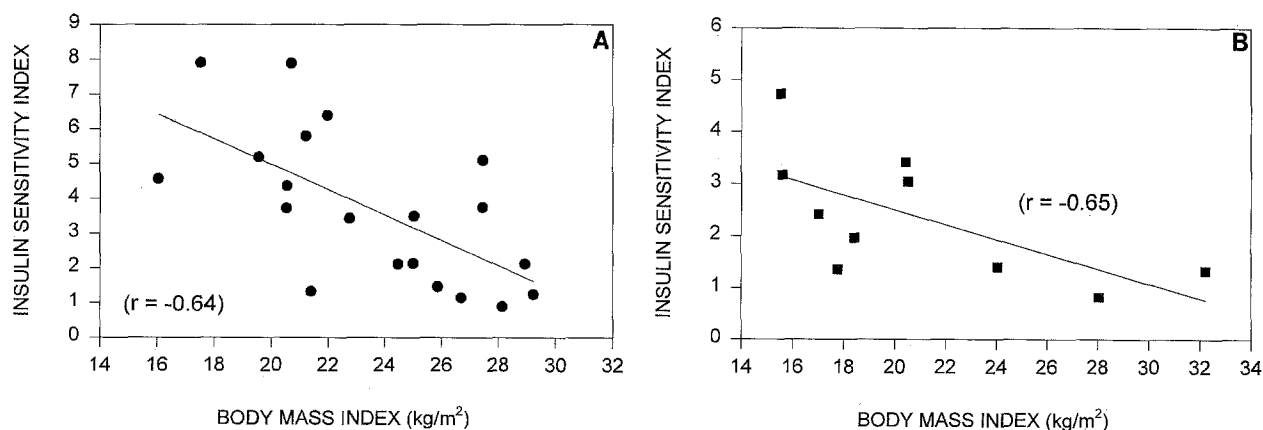 A
INSULIN SENSITIVITY INDEX
9
8
7
6
5
4
3
2
1
0
(r = -0.64)
14 16 18 20 22 24 26 28 30 32
BODY MASS INDEX (kg/m²)
B
INSULIN SENSITIVITY INDEX
6
5
4
3
2
1
0
(r = -0.65)
14 16 18 20 22 24 26 28 30 32 34
BODY MASS INDEX (kg/m²)